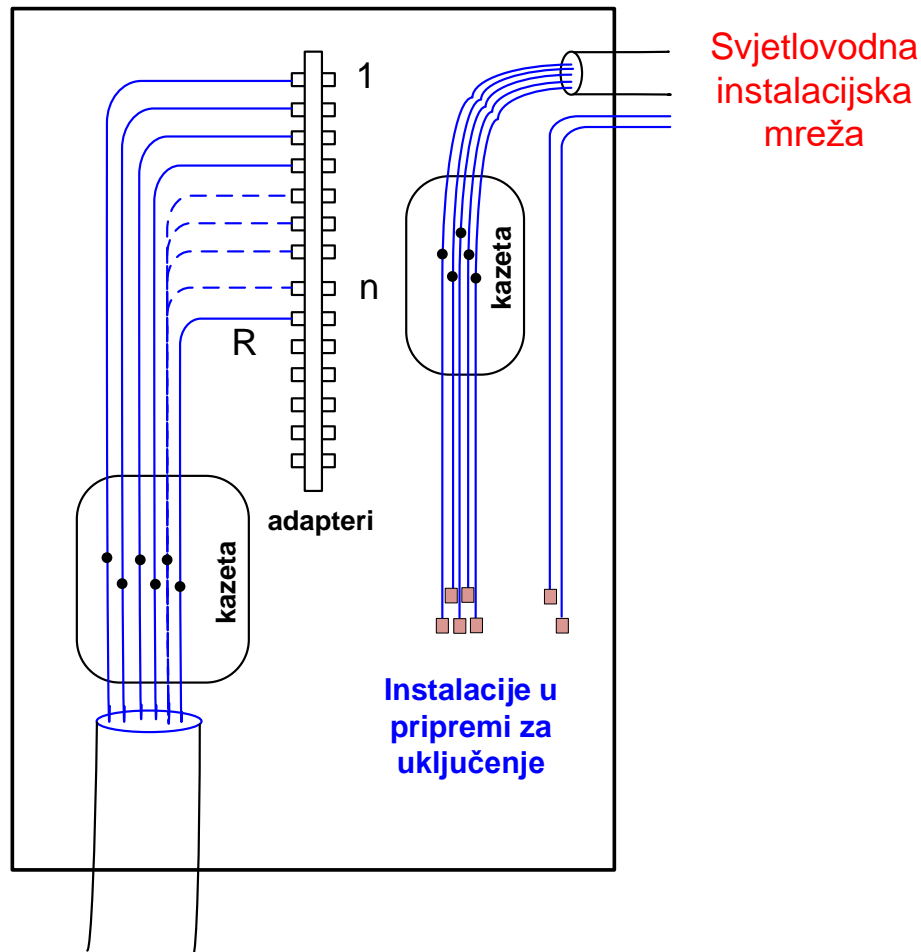 Svjetlovodna
instalacijska
mreža
1
n
R
kazeta
adapteri
kazeta
Instalacije u
pripremi za
uključenje